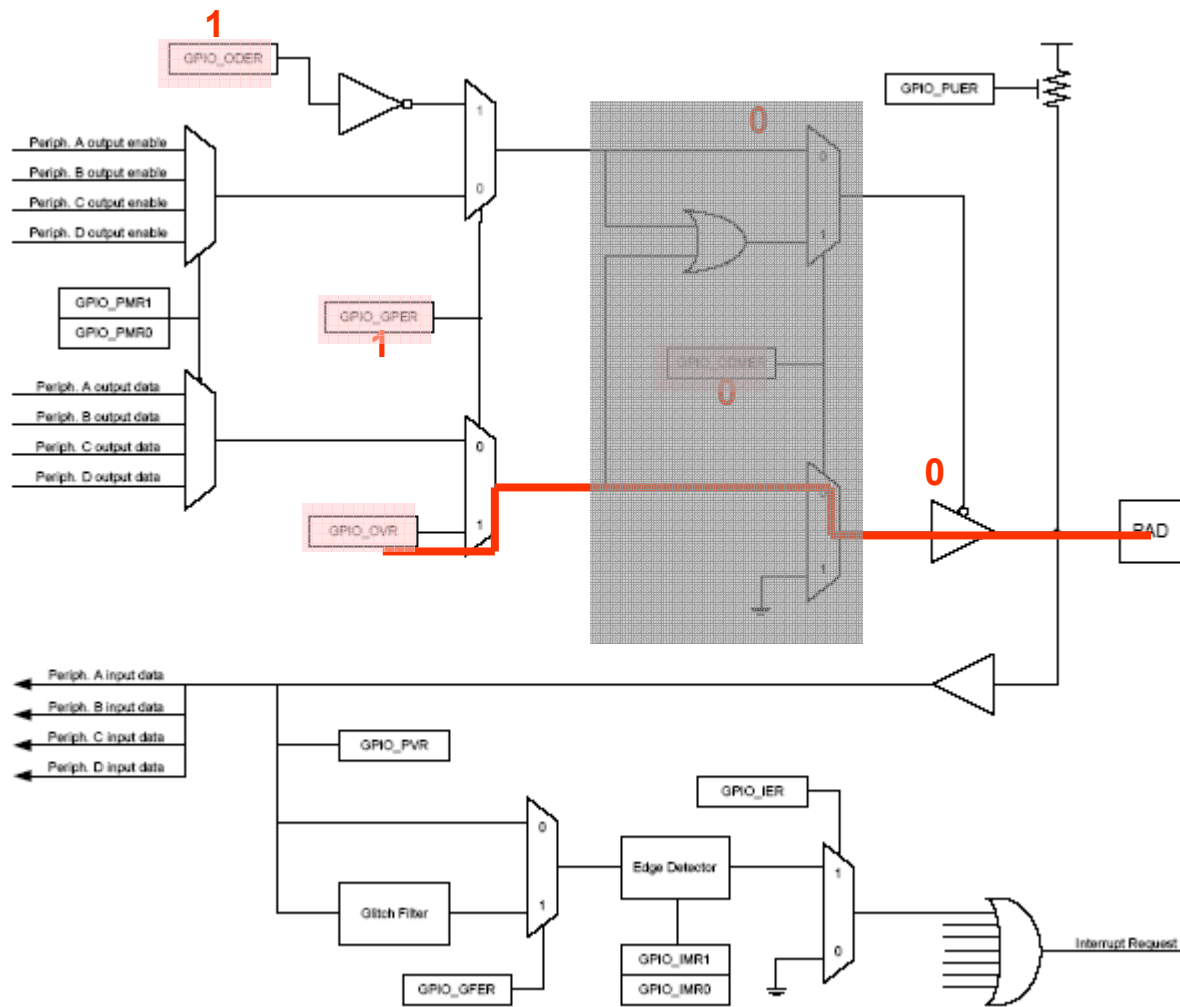 1
GPIO_ODER
GPIO_PUER
1
0
0
Periph. A output enable
Periph. B output enable
Periph. C output enable
Periph. D output enable
0
1
GPIO_PMR1
GPIO_PMR0
GPIO_GPER
1
GPIO_ODMER
0
Periph. A output data
Periph. B output data
Periph. C output data
Periph. D output data
0
1
GPIO_OVR
0
0
1
PAD
Periph. A input data
Periph. B input data
Periph. C input data
Periph. D input data
GPIO_PVR
GPIO_IER
0
1
Glitch Filter
Edge Detector
1
0
GPIO_GFER
GPIO_IMR1
GPIO_IMR0
Interrupt Request